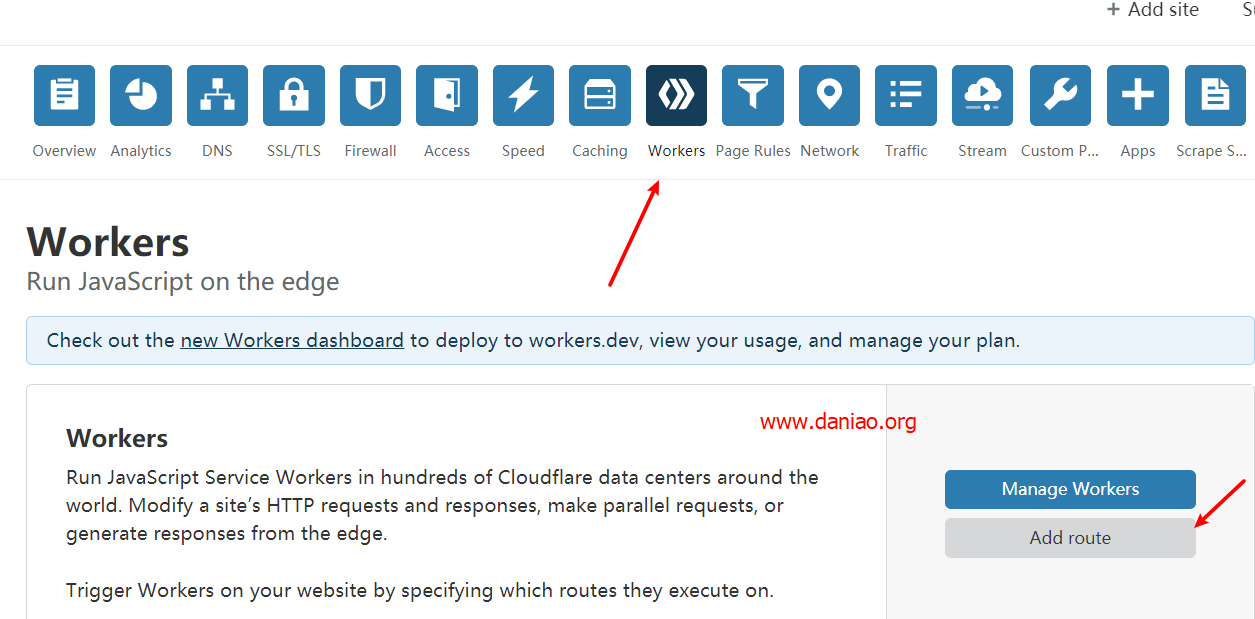 + Add site
Overview Analytics DNS SSL/TLS Firewall Access Speed Caching Workers Page Rules Network Traffic Stream Custom P... Apps Scrape S...
Workers
Run JavaScript on the edge
Check out the new Workers dashboard to deploy to workers.dev, view your usage, and manage your plan.
www.daniao.org
Workers
Run JavaScript Service Workers in hundreds of Cloudflare data centers around the
world. Modify a site’s HTTP requests and responses, make parallel requests, or
generate responses from the edge.
Trigger Workers on your website by specifying which routes they execute on.
Manage Workers
Add route